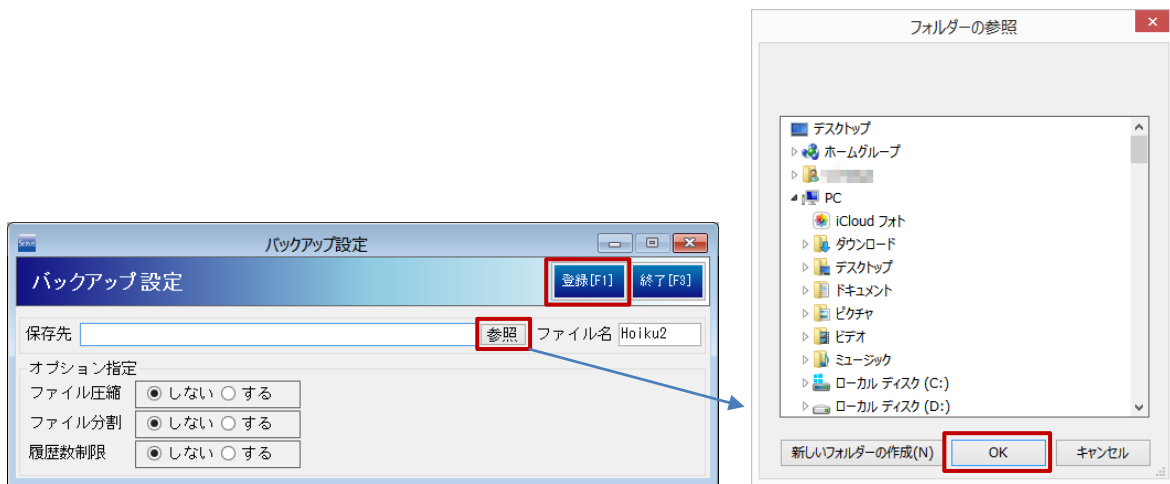 フォルダーの参照
デスクトップ
ホームグループ
PC
iCloud フォト
ダウンロード
デスクトップ
ドキュメント
ピクチャ
ビデオ
ミュージック
ローカル ディスク (C:)
ローカル ディスク (D:)
新しいフォルダーの作成(N) OK キャンセル
バックアップ設定
バックアップ設定 登録[F1] 終了[F3]
保存先 参照 ファイル名 Hoiku2
オプション指定
ファイル圧縮 しない する
ファイル分割 しない する
履歴数制限 しない する